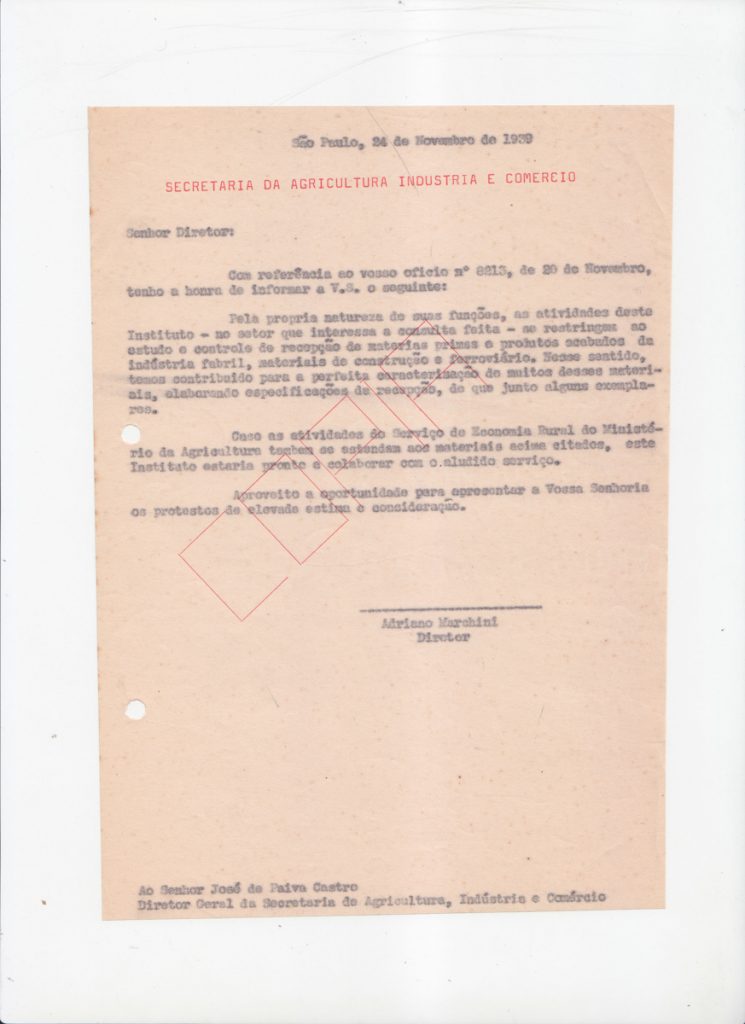 São Paulo, 24 de Novembro de 1939
SECRETARIA DA AGRICULTURA INDUSTRIA E COMERCIO
Senhor Diretor:
Com referência ao vosso oficio nº 8213, de 20 de Novembro,
tenho a honra de informar a V.S. o seguinte:
Pela propria natureza de suas funções, as atividades deste
Instituto - no setor que interessa a consulta feita - se restringem ao
estudo e controle de recepção de materias primas e produtos acabados da
indústria fabril, materiais de construção e ferroviário. Nesse sentido,
temos contribuido para a perfeita caracterização de muitos desses materi-
ais, elaborando especificações de recepção, de que junto alguns exempla-
res.
Caso as atividades do Serviço de Economia Rural do Ministé-
rio da Agricultura tambem se estendam aos materiais acima citados, este
Instituto estaria pronto a colaborar com o aludido serviço.
Aproveito a oportunidade para apresentar a Vossa Senhoria
os protestos de elevada estima e consideração.
Adriano Marchini
Diretor
COPIA
Ao Senhor José de Paiva Castro
Diretor Geral da Secretaria de Agricultura, Indústria e Comércio